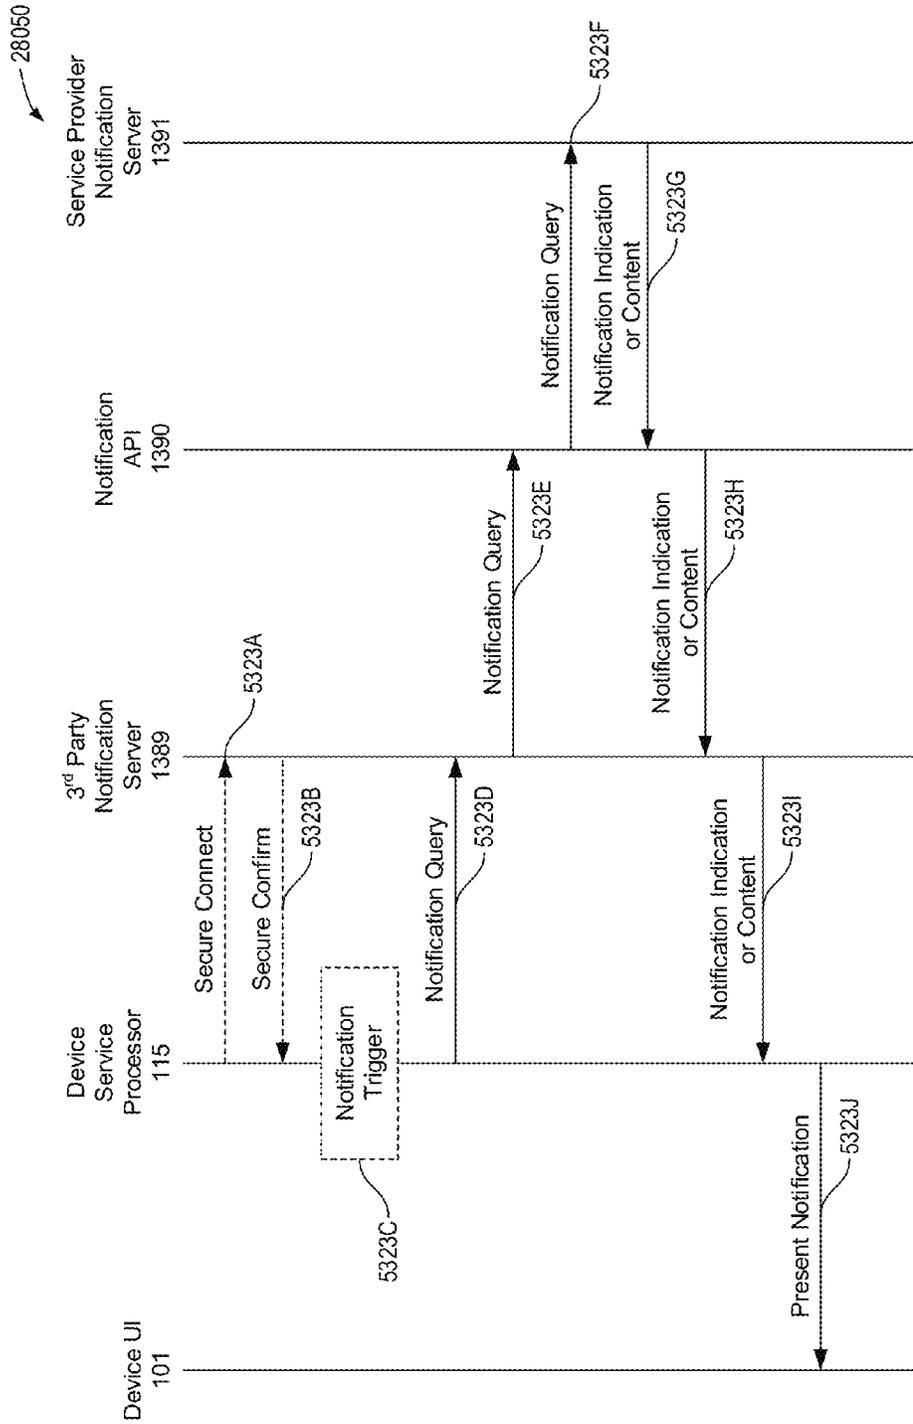 28050
Device UI
101
Device
Service
Processor
115
3rd Party
Notification
Server
1389
Notification
API
1390
Service Provider
Notification
Server
1391
Secure Connect
5323A
Secure Confirm
5323B
Notification
Trigger
5323C
Notification Query
5323D
Notification Query
5323E
Notification Query
5323F
Notification Indication
or Content
5323G
Notification Indication
or Content
5323H
Notification Indication
or Content
5323I
Present Notification
5323J